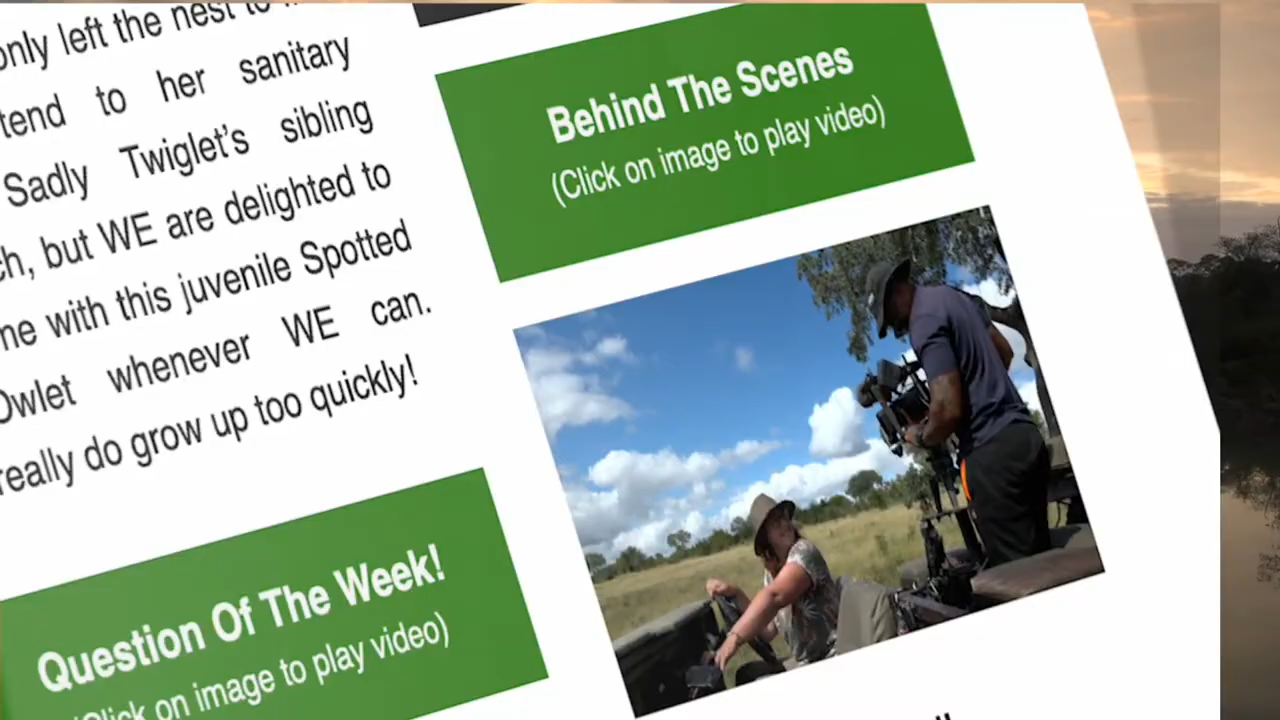 only left the nest to
tend to her sanitary
Sadly Twiglet's sibling
but WE are delighted to
with this juvenile Spotted
Owlet whenever WE can.
really do grow up too quickly!
Question Of The Week!
(Click on image to play video)
Behind The Scenes
(Click on image to play video)